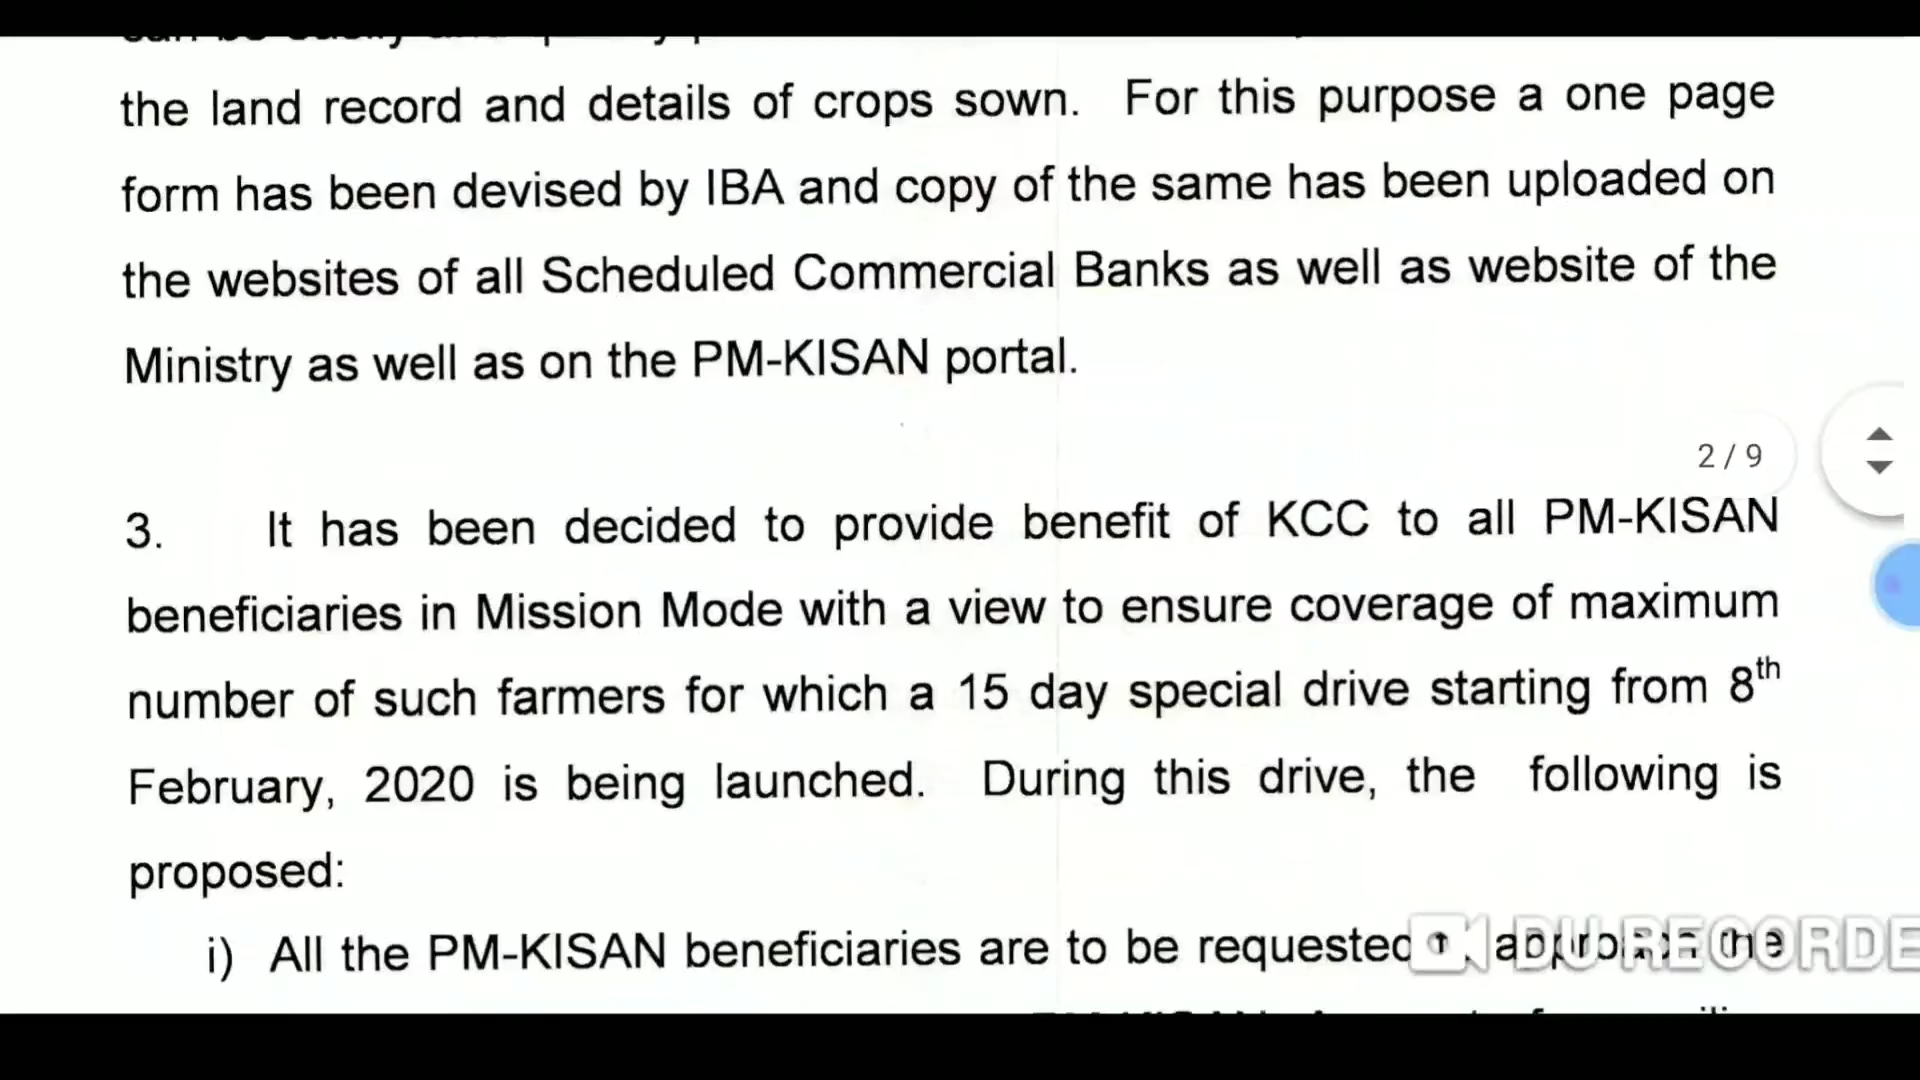 the land record and details of crops sown. For this purpose a one page
form has been devised by IBA and copy of the same has been uploaded on
the websites of all Scheduled Commercial Banks as well as website of the
Ministry as well as on the PM-KISAN portal.
2 / 9
3. It has been decided to provide benefit of KCC to all PM-KISAN
beneficiaries in Mission Mode with a view to ensure coverage of maximum
number of such farmers for which a 15 day special drive starting from 8th
February, 2020 is being launched. During this drive, the following is
proposed:
i) All the PM-KISAN beneficiaries are to be requested approach the
DU RECORDE